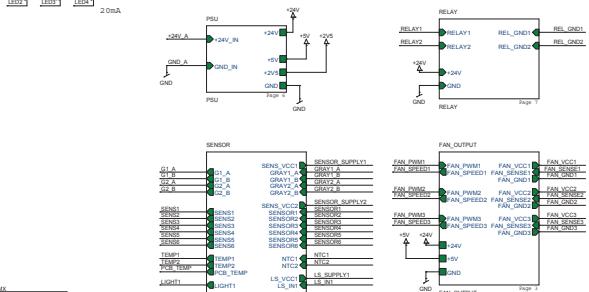 LED2
LED3
LED4
20mA
PSU
+24V
+5V
+2V5
+24V_A
+24V_IN
+24V
+5V
GND_A
GND_IN
+2V5
GND
GND
Page 6
PSU
GND
RELAY
RELAY1
RELAY1
REL_GND1
REL_GND1
RELAY2
RELAY2
REL_GND2
REL_GND2
+24V
+24V
GND
GND
Page 7
RELAY
SENSOR
SENS_VCC1
SENSOR_SUPPLY1
G1_A
G1_A
GRAY1_A
GRAY1_A
G1_B
G1_B
GRAY1_B
GRAY1_B
G2_A
G2_A
GRAY2_A
GRAY2_A
G2_B
G2_B
GRAY2_B
GRAY2_B
SENS_VCC2
SENSOR_SUPPLY2
SENS1
SENS1
SENSOR1
SENSOR1
SENS2
SENS2
SENSOR2
SENSOR2
SENS3
SENS3
SENSOR3
SENSOR3
SENS4
SENS4
SENSOR4
SENSOR4
SENS5
SENS5
SENSOR5
SENSOR5
SENS6
SENS6
SENSOR6
SENSOR6
TEMP1
TEMP1
NTC1
NTC1
TEMP2
TEMP2
NTC2
NTC2
PCB_TEMP
PCB_TEMP
LS_VCC1
LS_SUPPLY1
LIGHT1
LIGHT1
LS_IN1
LS_IN1
FAN_OUTPUT
FAN_PWM1
FAN_PWM1
FAN_VCC1
FAN_VCC1
FAN_SPEED1
FAN_SPEED1
FAN_SENSE1
FAN_SENSE1
FAN_GND1
FAN_GND1
FAN_PWM2
FAN_PWM2
FAN_VCC2
FAN_VCC2
FAN_SPEED2
FAN_SPEED2
FAN_SENSE2
FAN_SENSE2
FAN_GND2
FAN_GND2
FAN_PWM3
FAN_PWM3
FAN_VCC3
FAN_VCC3
FAN_SPEED3
FAN_SPEED3
FAN_SENSE3
FAN_SENSE3
FAN_GND3
FAN_GND3
+5V
+24V
+24V
+5V
GND
GND
Page 3